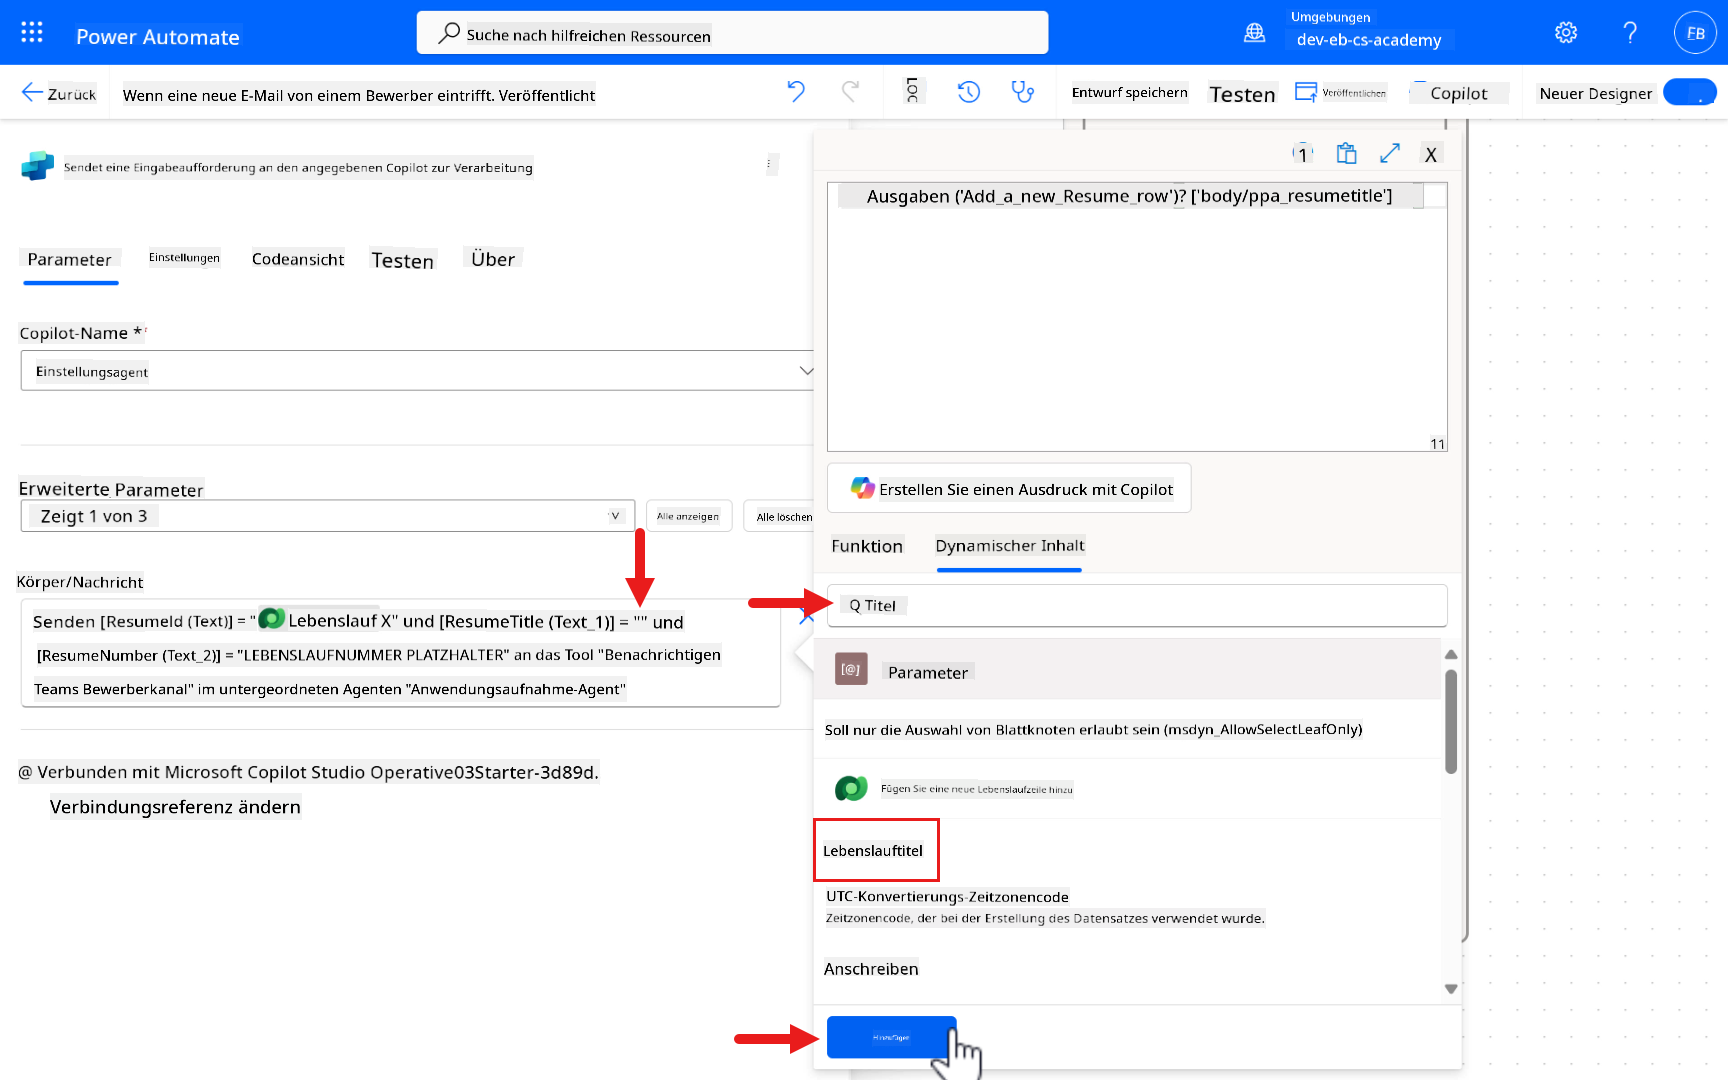 Power Automate
Suche nach hilfreichen Ressourcen
Umgebungen
dev-eb-cs-academy
FB
Zurück
Wenn eine neue E-Mail von einem Bewerber eintrifft. Veröffentlicht
Entwurf speichern
Testen
Veröffentlichen
Copilot
Neuer Designer
Sendet eine Eingabeaufforderung an den angegebenen Copilot zur Verarbeitung
Parameter
Einstellungen
Codeansicht
Testen
Über
Copilot-Name *
Einstellungsagent
Erweiterte Parameter
Zeigt 1 von 3
Alle anzeigen
Alle löschen
Körper/Nachricht
Senden [ResumeId (Text)] = "Lebenslauf X" und [ResumeTitle (Text_1)] = "" und
[ResumeNumber (Text_2)] = "LEBENSLAUFNUMMER PLATZHALTER" an das Tool "Benachrichtigen
Teams Bewerberkanal" im untergeordneten Agenten "Anwendungsaufnahme-Agent"
@ Verbunden mit Microsoft Copilot Studio Operative03Starter-3d89d.
Verbindungsreferenz ändern
1
X
Ausgaben ('Add_a_new_Resume_row')? ['body/ppa_resumetitle']
11
Erstellen Sie einen Ausdruck mit Copilot
Funktion
Dynamischer Inhalt
Q Titel
[@]
Parameter
Soll nur die Auswahl von Blattknoten erlaubt sein (msdyn_AllowSelectLeafOnly)
Fügen Sie eine neue Lebenslaufzeile hinzu
Lebenslauftitel
UTC-Konvertierungs-Zeitzonencode
Zeitzonencode, der bei der Erstellung des Datensatzes verwendet wurde.
Anschreiben
Hinzufügen